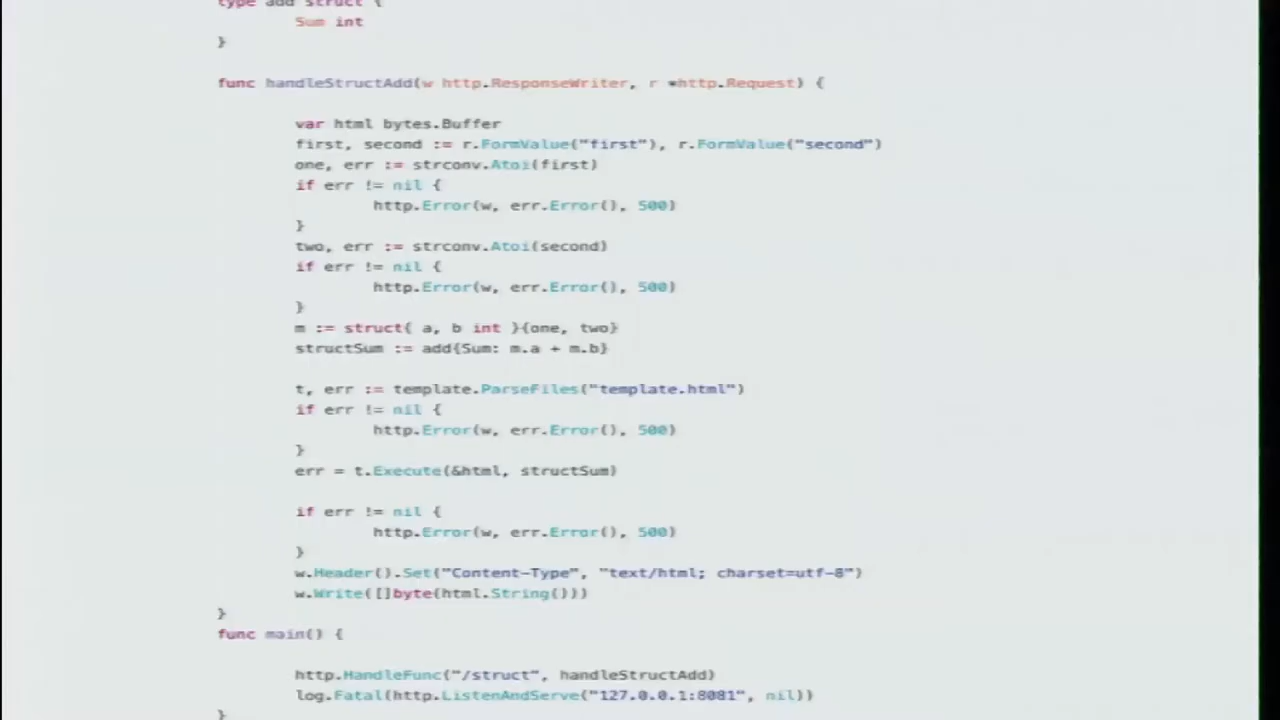 type add struct {
Sum int
}
func handleStructAdd(w http.ResponseWriter, r *http.Request) {
var html bytes.Buffer
first, second := r.FormValue("first"), r.FormValue("second")
one, err := strconv.Atoi(first)
if err != nil {
http.Error(w, err.Error(), 500)
}
two, err := strconv.Atoi(second)
if err != nil {
http.Error(w, err.Error(), 500)
}
m := struct{ a, b int }{one, two}
structSum := add{Sum: m.a + m.b}
t, err := template.ParseFiles("template.html")
if err != nil {
http.Error(w, err.Error(), 500)
}
err = t.Execute(&html, structSum)
if err != nil {
http.Error(w, err.Error(), 500)
}
w.Header().Set("Content-Type", "text/html; charset=utf-8")
w.Write([]byte(html.String()))
}
func main() {
http.HandleFunc("/struct", handleStructAdd)
log.Fatal(http.ListenAndServe("127.0.0.1:8081", nil))
}